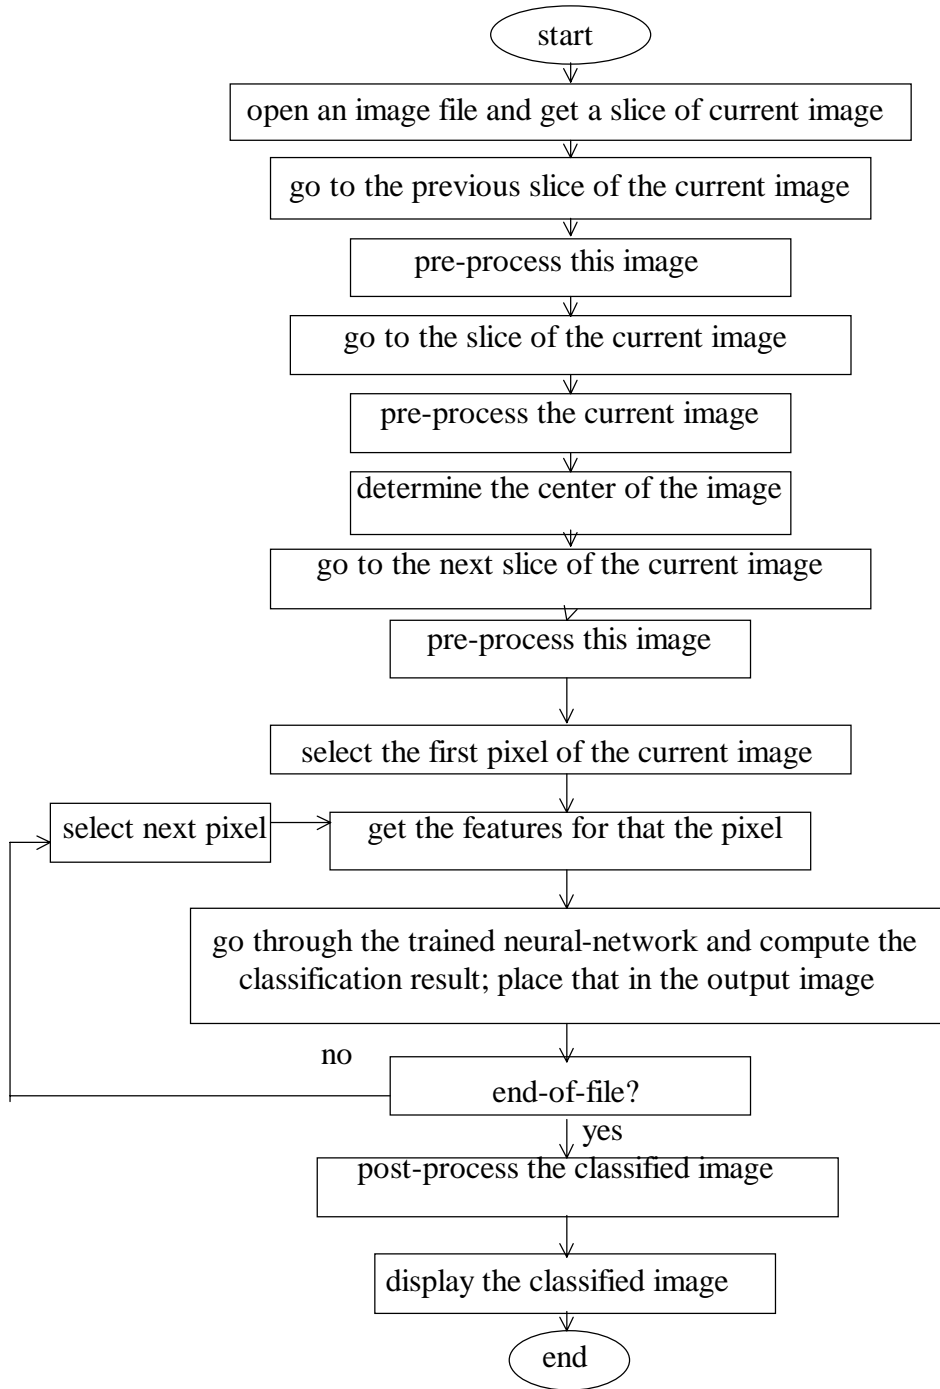 start
open an image file and get a slice of current image
go to the previous slice of the current image
pre-process this image
go to the slice of the current image
pre-process the current image
determine the center of the image
go to the next slice of the current image
pre-process this image
select the first pixel of the current image
select next pixel
get the features for that the pixel
go through the trained neural-network and compute the
classification result; place that in the output image
no
end-of-file?
yes
post-process the classified image
display the classified image
end